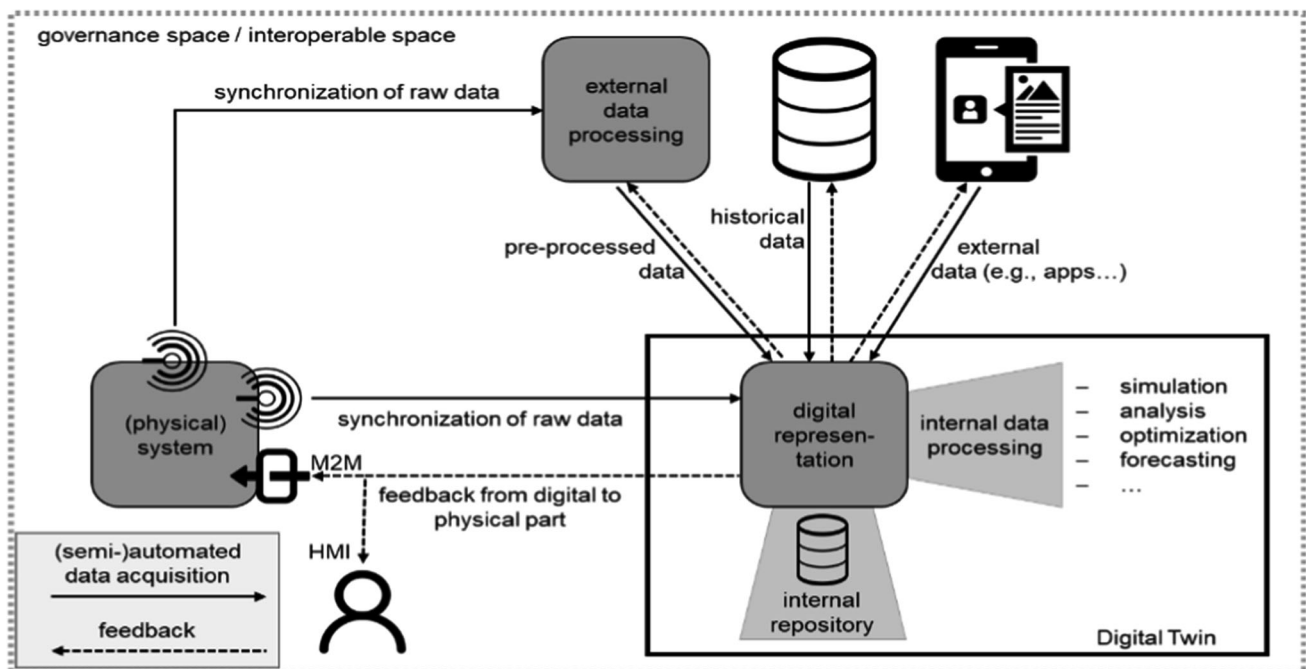 governance space / interoperable space
synchronization of raw data
external
data
processing
historical
data
pre-processed
data
external
data (e.g., apps...)
(physical)
system
synchronization of raw data
digital
represen-
tation
internal data
processing
– simulation
– analysis
– optimization
– forecasting
– ...
M2M
feedback from digital to
physical part
HMI
internal
repository
Digital Twin
(semi-)automated
data acquisition
feedback